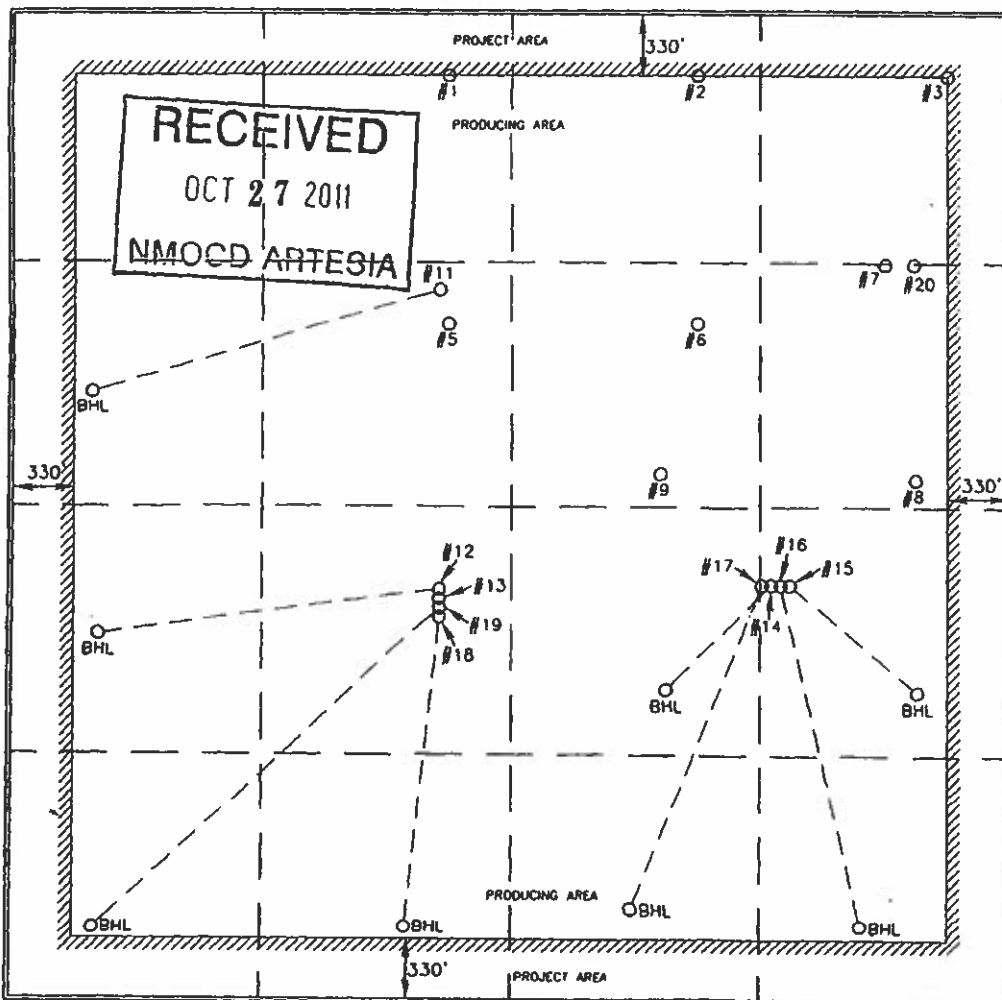 PROJECT AREA
330'
#1
#2
#3
PRODUCING AREA
RECEIVED
OCT 27 2011
NMOCD ARTESIA
#11
#7
#20
#5
#6
BHL
330'
#9
#8
330'
#12
#13
#19
#18
#17
#16
#15
#14
BHL
BHL
BHL
PRODUCING AREA
BHL
BHL
BHL
BHL
330'
PROJECT AREA